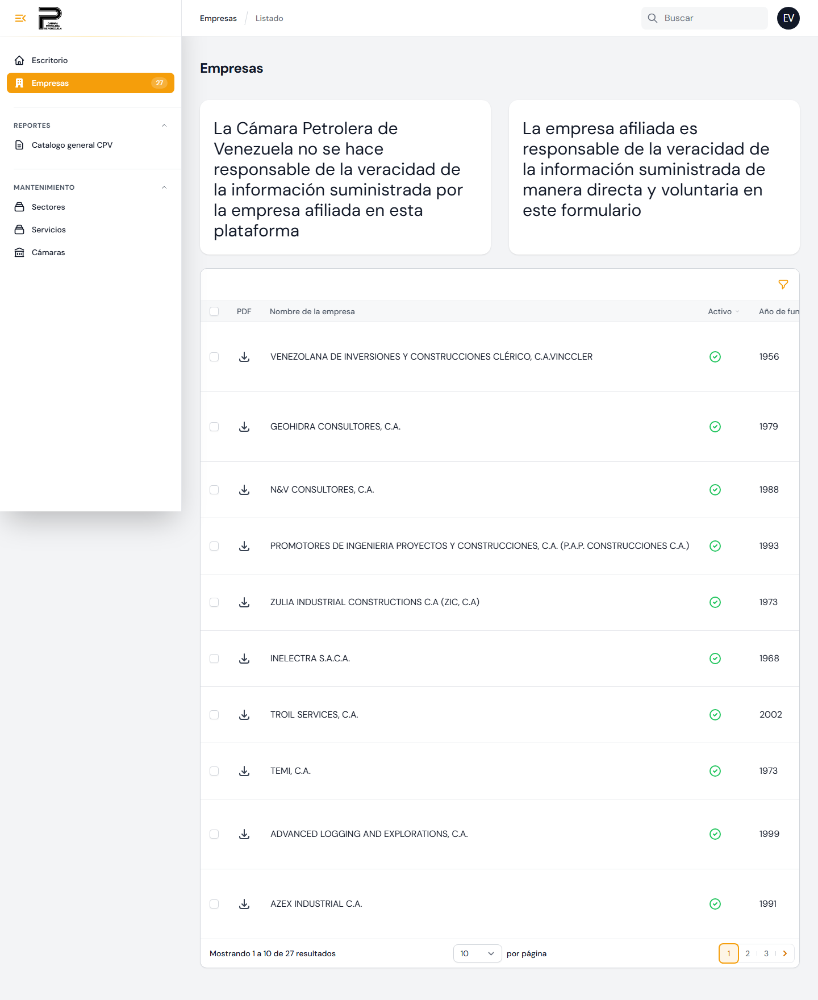 CAMARA
PETROLERA
DE VENEZUELA
Empresas
Listado
Buscar
EV
Escritorio
Empresas
27
REPORTES
Catalogo general CPV
MANTENIMIENTO
Sectores
Servicios
Cámaras
Empresas
La Cámara Petrolera de
Venezuela no se hace
responsable de la veracidad de
la información suministrada por
la empresa afiliada en esta
plataforma
La empresa afiliada es
responsable de la veracidad de
la información suministrada de
manera directa y voluntaria en
este formulario
PDF Nombre de la empresa Activo Año de fun
VENEZOLANA DE INVERSIONES Y CONSTRUCCIONES CLÉRICO, C.A.VINCCLER 1956
GEOHIDRA CONSULTORES, C.A. 1979
N&V CONSULTORES, C.A. 1988
PROMOTORES DE INGENIERIA PROYECTOS Y CONSTRUCCIONES, C.A. (P.A.P. CONSTRUCCIONES C.A.) 1993
ZULIA INDUSTRIAL CONSTRUCTIONS C.A (ZIC, C.A) 1973
INELECTRA S.A.C.A. 1968
TROIL SERVICES, C.A. 2002
TEMI, C.A. 1973
ADVANCED LOGGING AND EXPLORATIONS, C.A. 1999
AZEX INDUSTRIAL C.A. 1991
Mostrando 1 a 10 de 27 resultados 10 por página 1 2 3